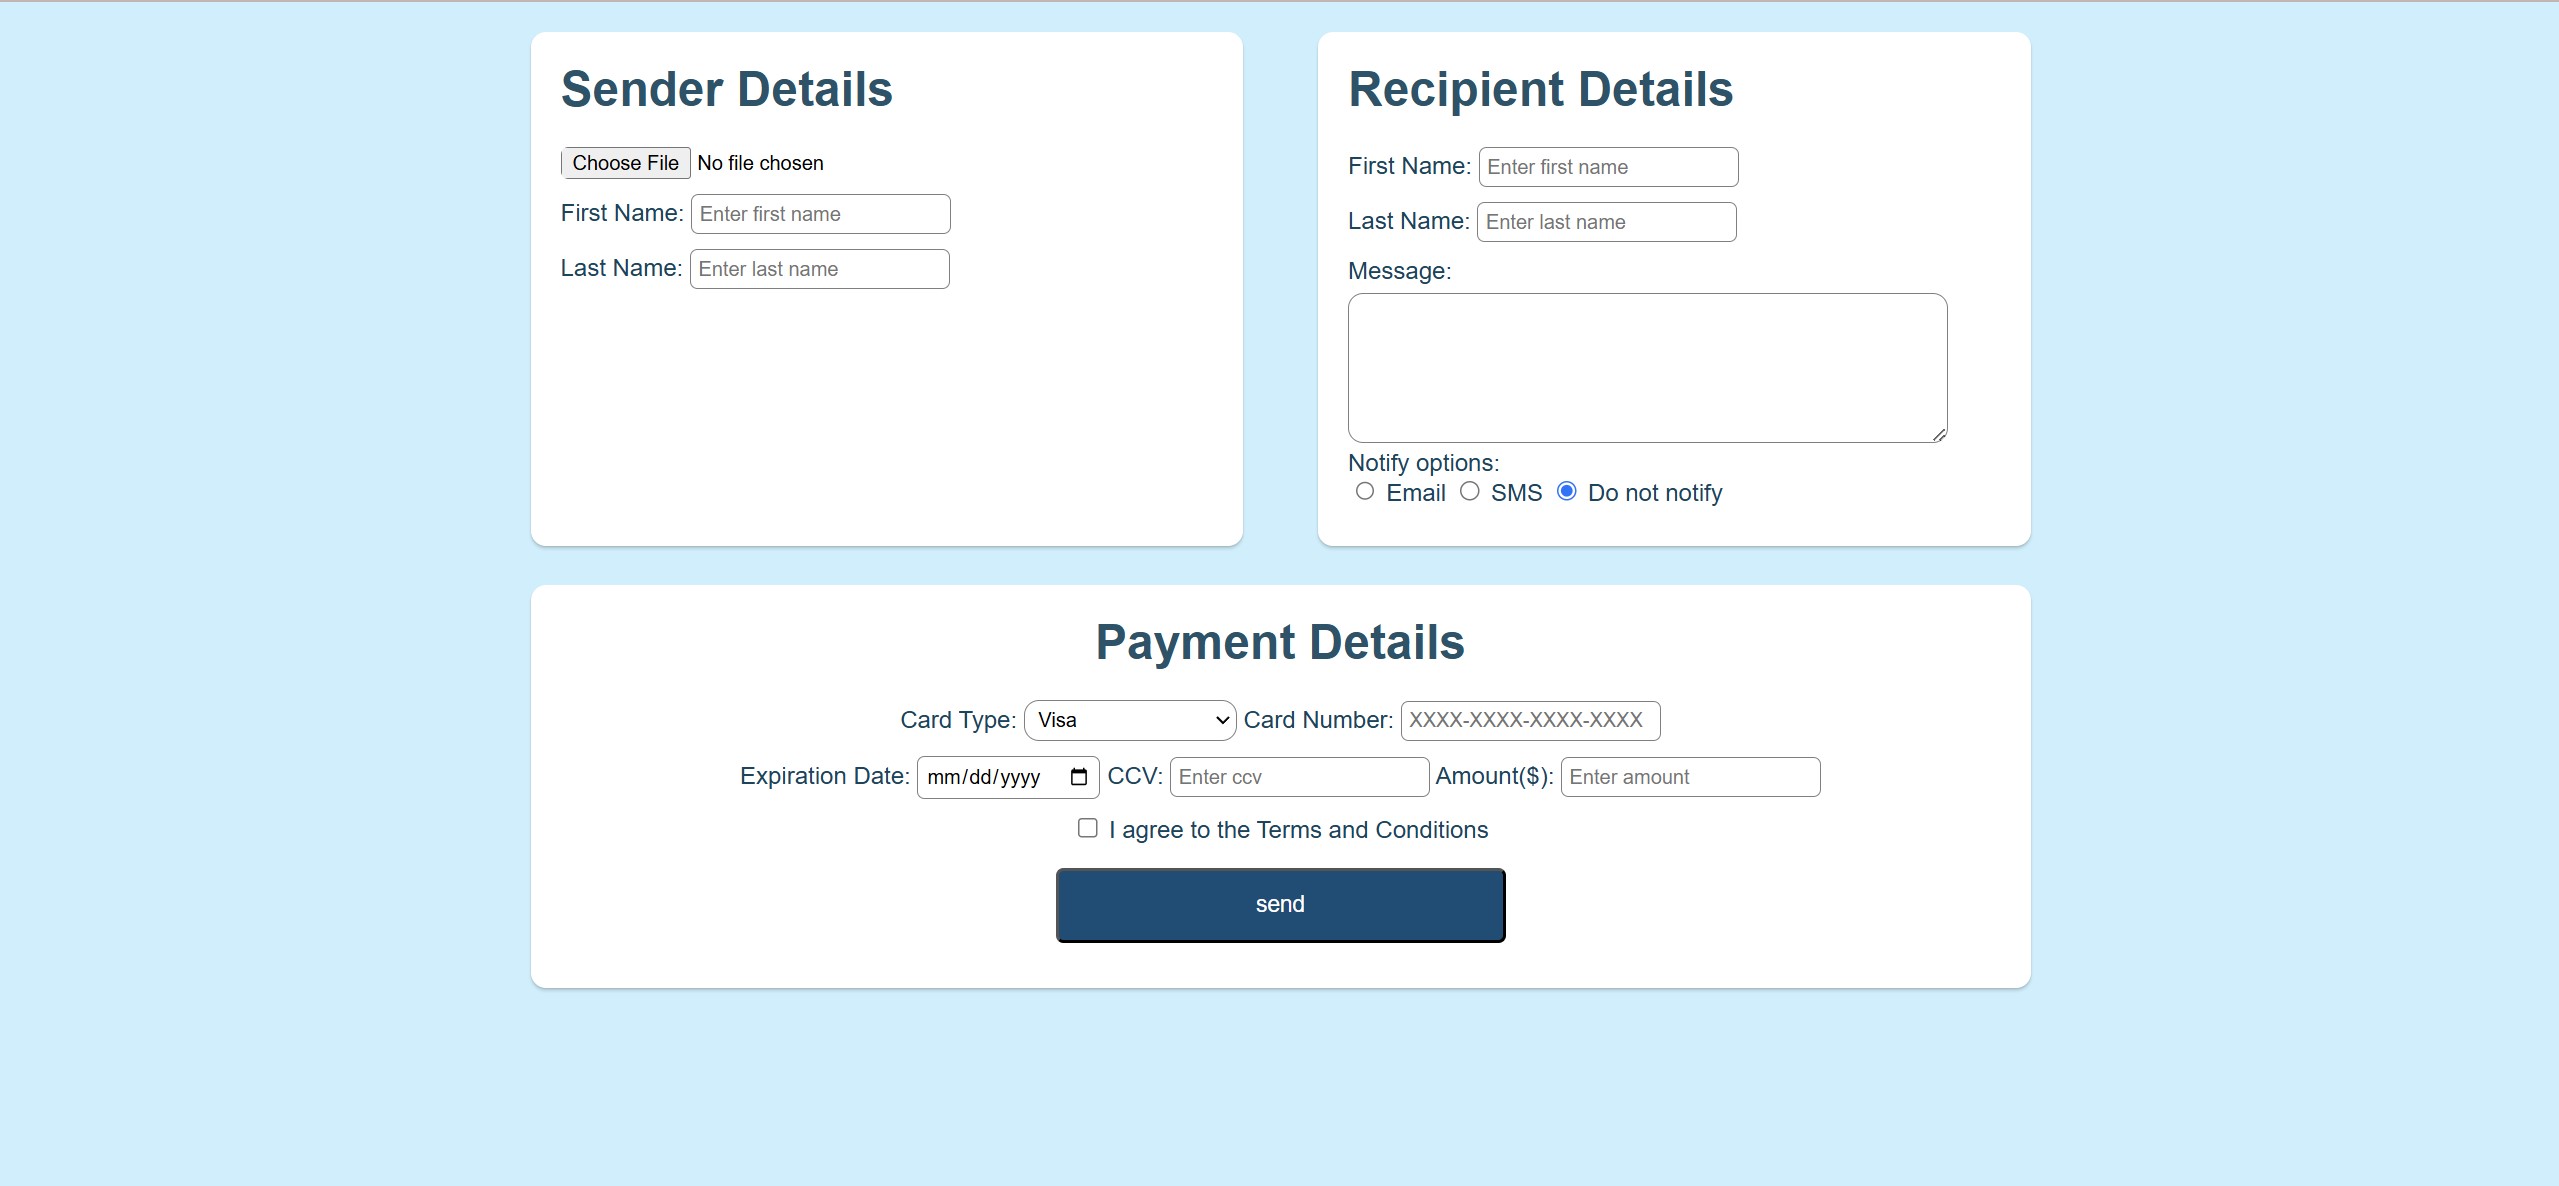 Sender Details
Choose File No file chosen
First Name: Enter first name
Last Name: Enter last name
Recipient Details
First Name: Enter first name
Last Name: Enter last name
Message:
Notify options:
Email SMS Do not notify
Payment Details
Card Type: Visa Card Number: XXXX-XXXX-XXXX-XXXX
Expiration Date: mm/dd/yyyy CCV: Enter ccv Amount($): Enter amount
I agree to the Terms and Conditions
send